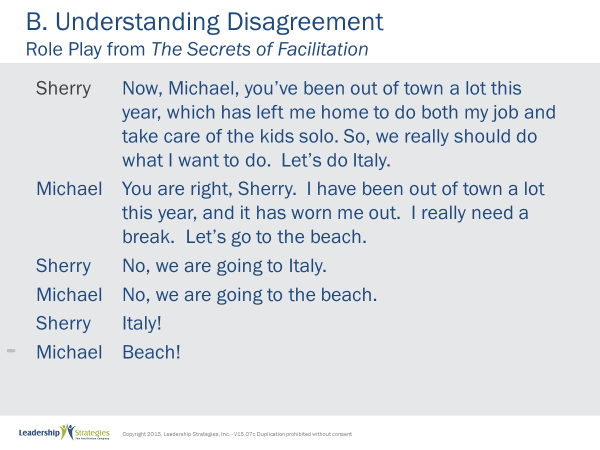 B. Understanding Disagreement
Role Play from The Secrets of Facilitation
Sherry Now, Michael, you've been out of town a lot this
year, which has left me home to do both my job and
take care of the kids solo. So, we really should do
what I want to do.  Let's do Italy.
Michael You are right, Sherry.  I have been out of town a lot
this year, and it has worn me out.  I really need a
break.  Let's go to the beach.
Sherry No, we are going to Italy.
Michael No, we are going to the beach.
Sherry Italy!
Michael Beach!
Leadership Strategies
The Facilitation Company
Copyright 2015, Leadership Strategies, Inc. - V15.07c Duplication prohibited without consent